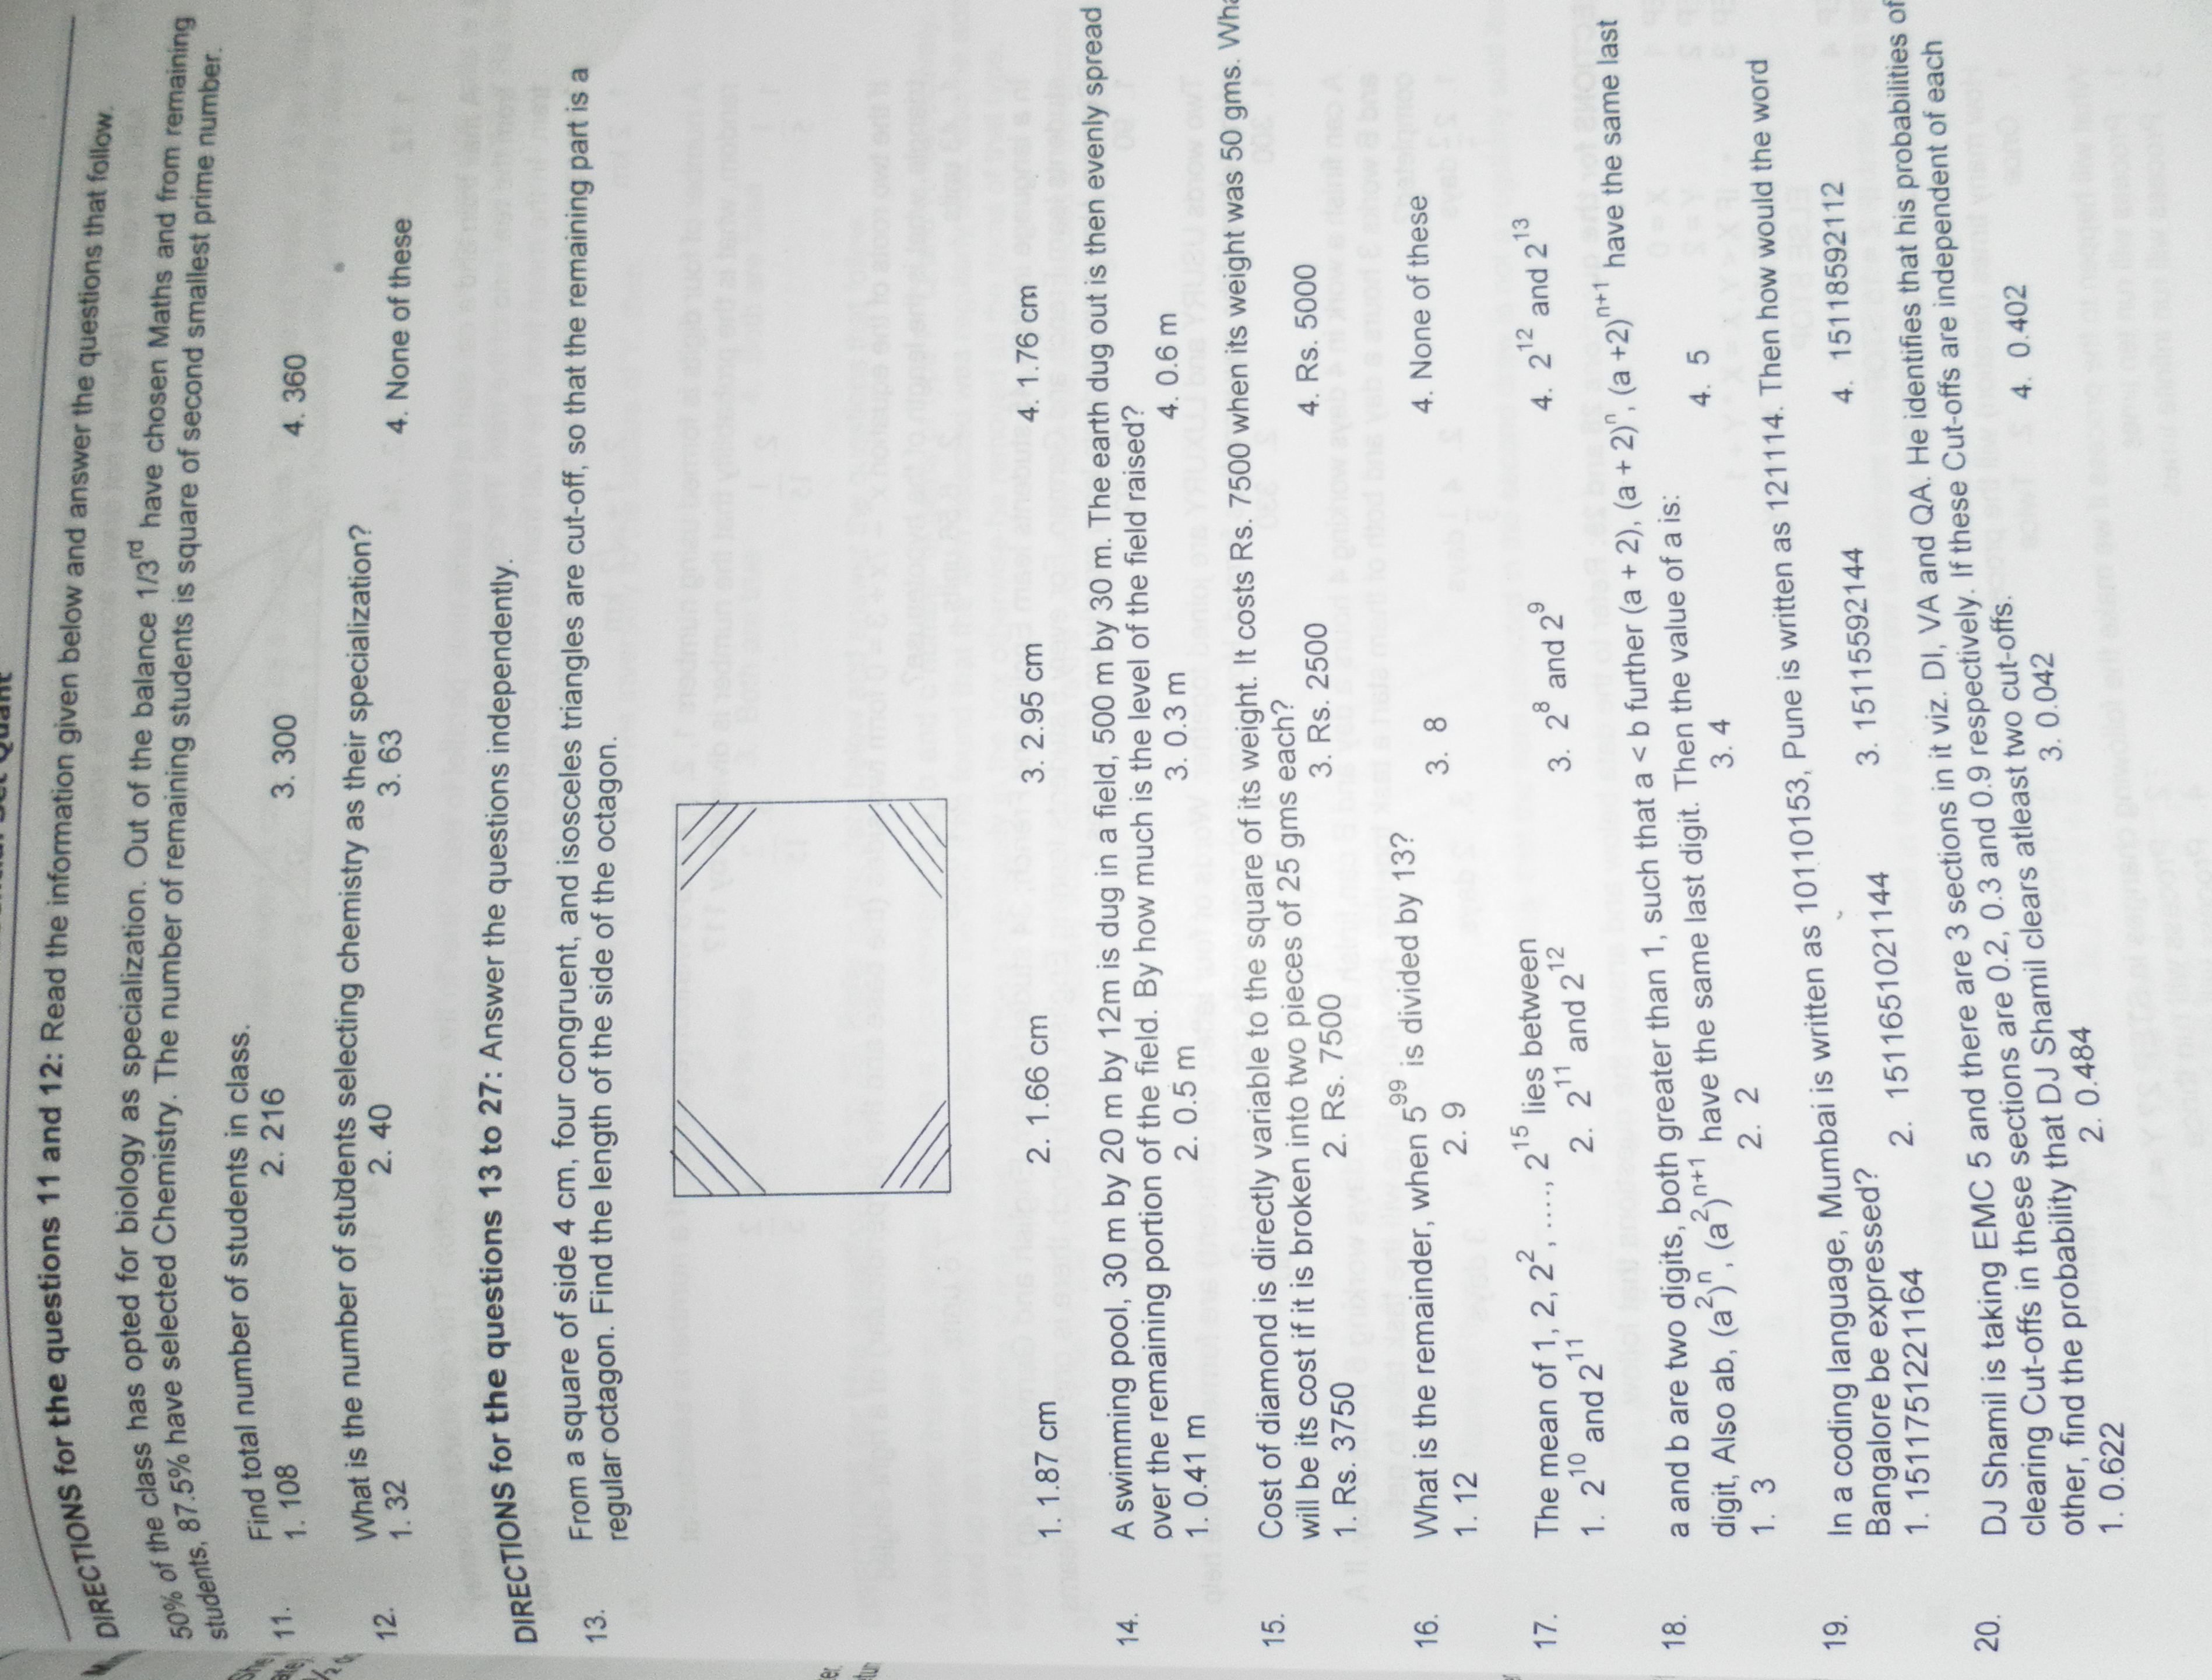 DIRECTIONS for the questions 11 and 12: Read the information given below and answer the questions that follow.
50% of the class has opted for biology as specialization. Out of the balance 1/3rd have chosen Maths and from remaining
students, 87.5% have selected Chemistry. The number of remaining students is square of second smallest prime number.
11. Find total number of students in class.
1. 108 2. 216 3. 300 4. 360
12. What is the number of students selecting chemistry as their specialization?
1. 32 2. 40 3. 63 4. None of these
DIRECTIONS for the questions 13 to 27: Answer the questions independently.
13. From a square of side 4 cm, four congruent, and isosceles triangles are cut-off, so that the remaining part is a
regular octagon. Find the length of the side of the octagon.
1. 1.87 cm 2. 1.66 cm 3. 2.95 cm 4. 1.76 cm
14. A swimming pool, 30 m by 20 m by 12m is dug in a field, 500 m by 30 m. The earth dug out is then evenly spread
over the remaining portion of the field. By how much is the level of the field raised?
1. 0.41 m 2. 0.5 m 3. 0.3 m 4. 0.6 m
15. Cost of diamond is directly variable to the square of its weight. It costs Rs. 7500 when its weight was 50 gms.
will be its cost if it is broken into two pieces of 25 gms each?
1. Rs. 3750 2. Rs. 7500 3. Rs. 2500 4. Rs. 5000
16. What is the remainder, when 5^99 is divided by 13?
1. 12 2. 9 3. 8 4. None of these
17. The mean of 1, 2, 2^2, ...., 2^15 lies between
1. 2^10 and 2^11 2. 2^11 and 2^12 3. 2^8 and 2^9 4. 2^12 and 2^13
18. a and b are two digits, both greater than 1, such that a < b further (a + 2), (a + 2)^n, (a +2)^n+1 have the same last
digit, Also ab, (a^2)^n, (a^2)^n+1 have the same last digit. Then the value of a is:
1. 3 2. 2 3. 4 4. 5
19. In a coding language, Mumbai is written as 10110153, Pune is written as 121114. Then how would the word
Bangalore be expressed?
1. 15117512221164 2. 15116510211​44 3. 15115592144 4. 15118592112
20. DJ Shamil is taking EMC 5 and there are 3 sections in it viz. DI, VA and QA. He identifies that his probabilities of
clearing Cut-offs in these sections are 0.2, 0.3 and 0.9 respectively. If these Cut-offs are independent of each
other, find the probability that DJ Shamil clears atleast two cut-offs.
1. 0.622 2. 0.484 3. 0.042 4. 0.402